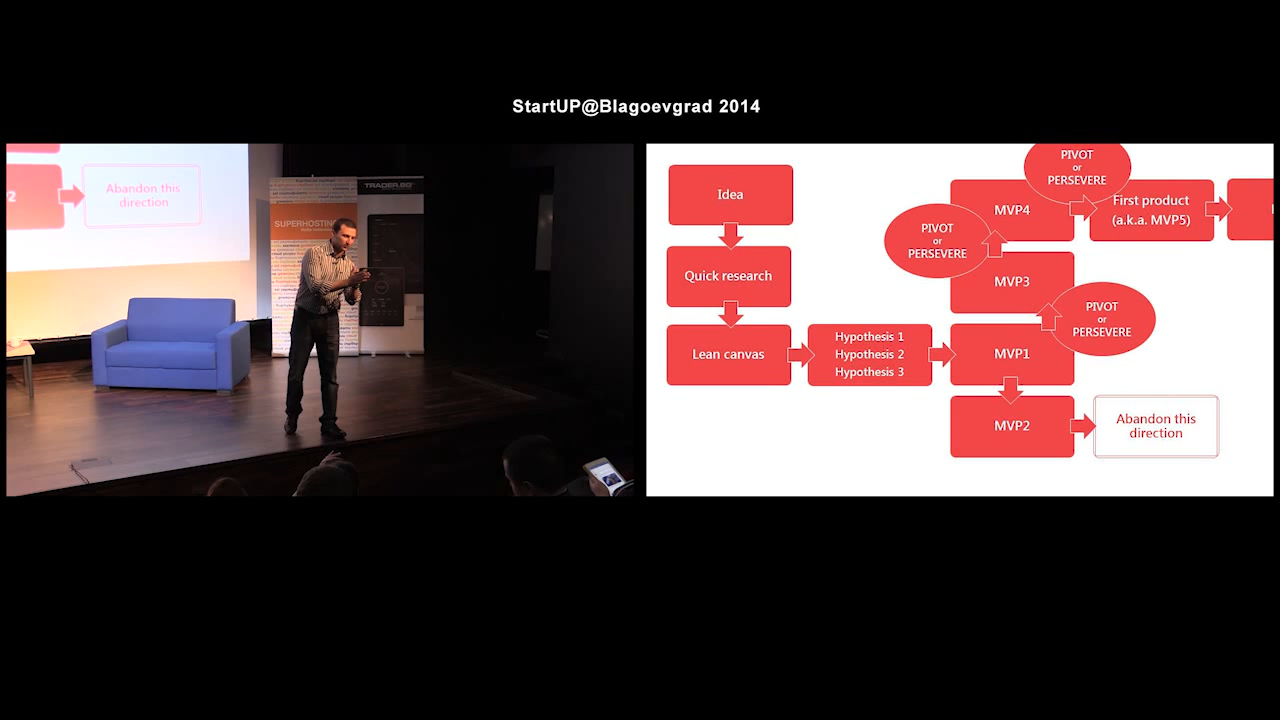 StartUP@Blagoevgrad 2014
2
Abandon this
direction
SUPERHOSTING
TRADER.BG
Idea
Quick research
Lean canvas
Hypothesis 1
Hypothesis 2
Hypothesis 3
MVP1
MVP2
Abandon this
direction
MVP3
MVP4
PIVOT
or
PERSEVERE
PIVOT
or
PERSEVERE
PIVOT
or
PERSEVERE
First product
(a.k.a. MVP5)